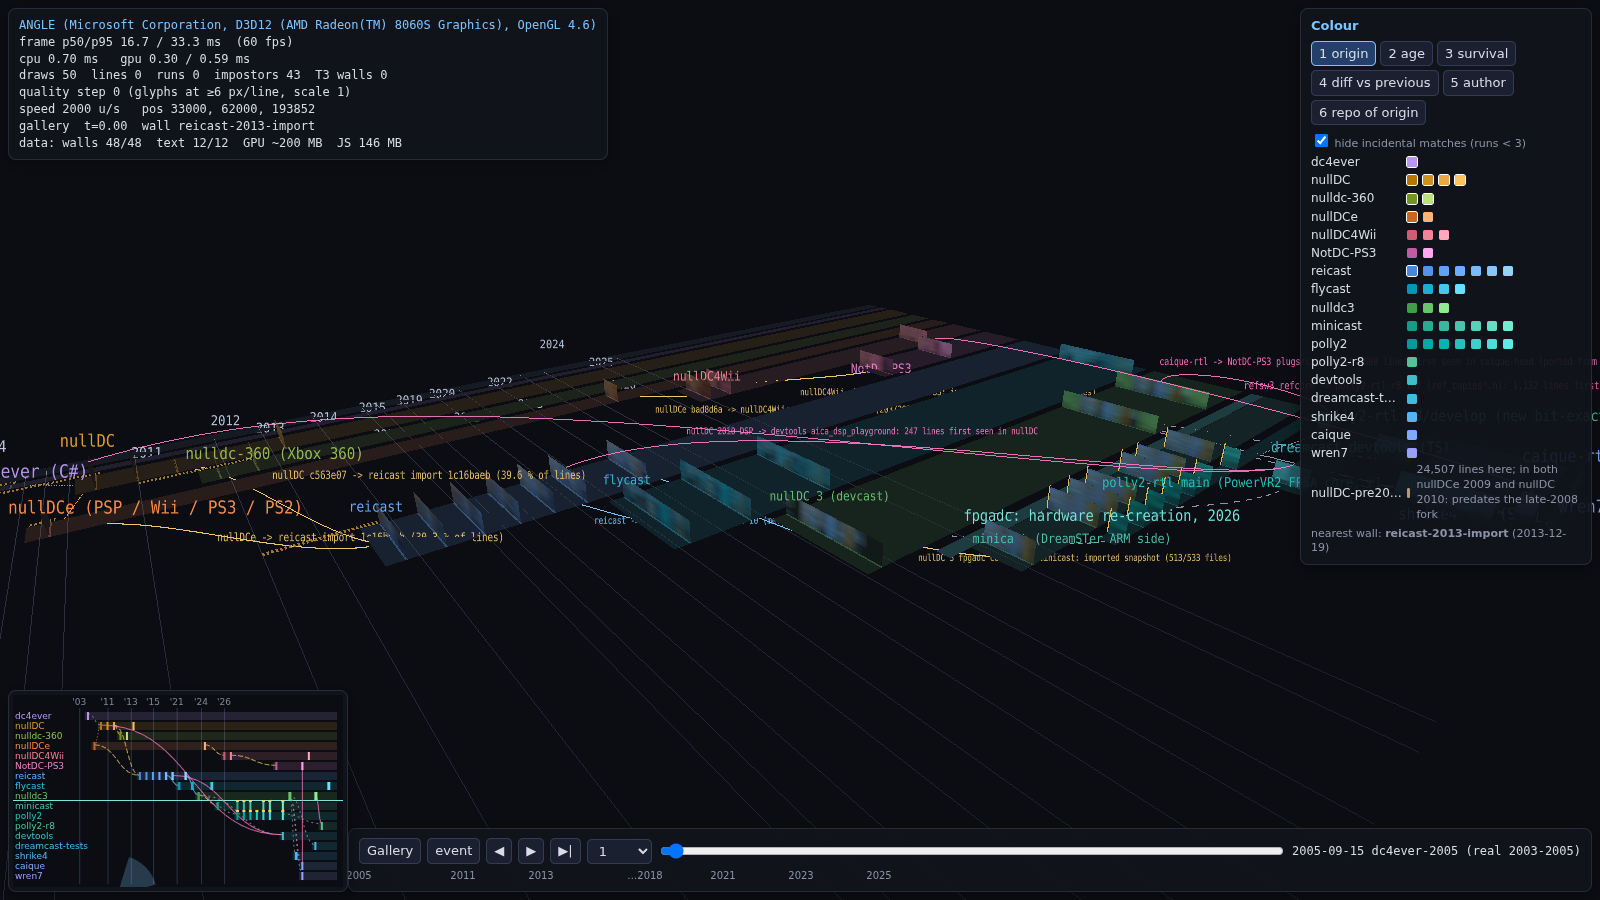 ANGLE (Microsoft Corporation, D3D12 (AMD Radeon(TM) 8060S Graphics), OpenGL 4.6)
frame p50/p95 16.7 / 33.3 ms (60 fps)
cpu 0.70 ms gpu 0.30 / 0.59 ms
draws 50 lines 0 runs 0 impostors 43 T3 walls 0
quality step 0 (glyphs at ≥6 px/line, scale 1)
speed 2000 u/s pos 33000, 62000, 193852
gallery t=0.00 wall reicast-2013-import
data: walls 48/48 text 12/12 GPU ~200 MB JS 146 MB
Colour
1 origin
2 age
3 survival
4 diff vs previous
5 author
6 repo of origin
hide incidental matches (runs < 3)
dc4ever
nullDC
nulldc-360
nullDCe
nullDC4Wii
NotDC-PS3
reicast
flycast
nulldc3
minicast
polly2
polly2-r8
devtools
dreamcast-t...
shrike4
caique
wren7
nullDC-pre20...
24,507 lines here; in both
nullDCe 2009 and nullDC
2010: predates the late-2008
fork
nearest wall: reicast-2013-import (2013-12-
19)
2024
2025
2022
2020
2019
2015
2014
2013
2012
2011
4
nullDC4Wii
caique-rtl -> NotDC-PS3 plugs
nullDCe bad8d6a -> nullDC4Wi
nullDC 2010 DSP -> devtools aica_dsp_playground: 247 lines first seen in nullDC
nullDC
nulldc-360 (Xbox 360)
ever (C#)
nullDC c563e07 -> reicast import 1c16baeb (39.6 % of lines)
nullDCe (PSP / Wii / PS3 / PS2)
reicast
flycast
nullDC 3 (devcast)
polly2-rtl main (PowerVR2
fpgadc: hardware re-creation, 2026
minica
(DreamSTer ARM side)
minicast: imported snapshot (513/533 files)
'03 '11 '13 '15 '21 '24 '26
dc4ever
nullDC
nulldc-360
nullDCe
nullDC4Wii
NotDC-PS3
reicast
flycast
nulldc3
minicast
polly2
polly2-r8
devtools
dreamcast-tests
shrike4
caique
wren7
Gallery
event
◀
▶
▶|
1
2005-09-15 dc4ever-2005 (real 2003-2005)
2005
2011
2013
...2018
2021
2023
2025